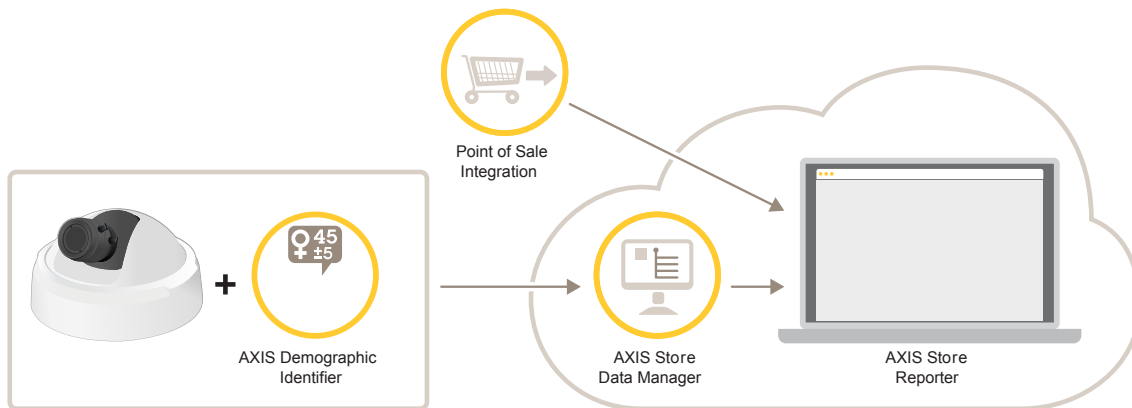 Point of Sale
Integration
♀ 45
±5
+
AXIS Demographic
Identifier
AXIS Store
Data Manager
AXIS Store
Reporter